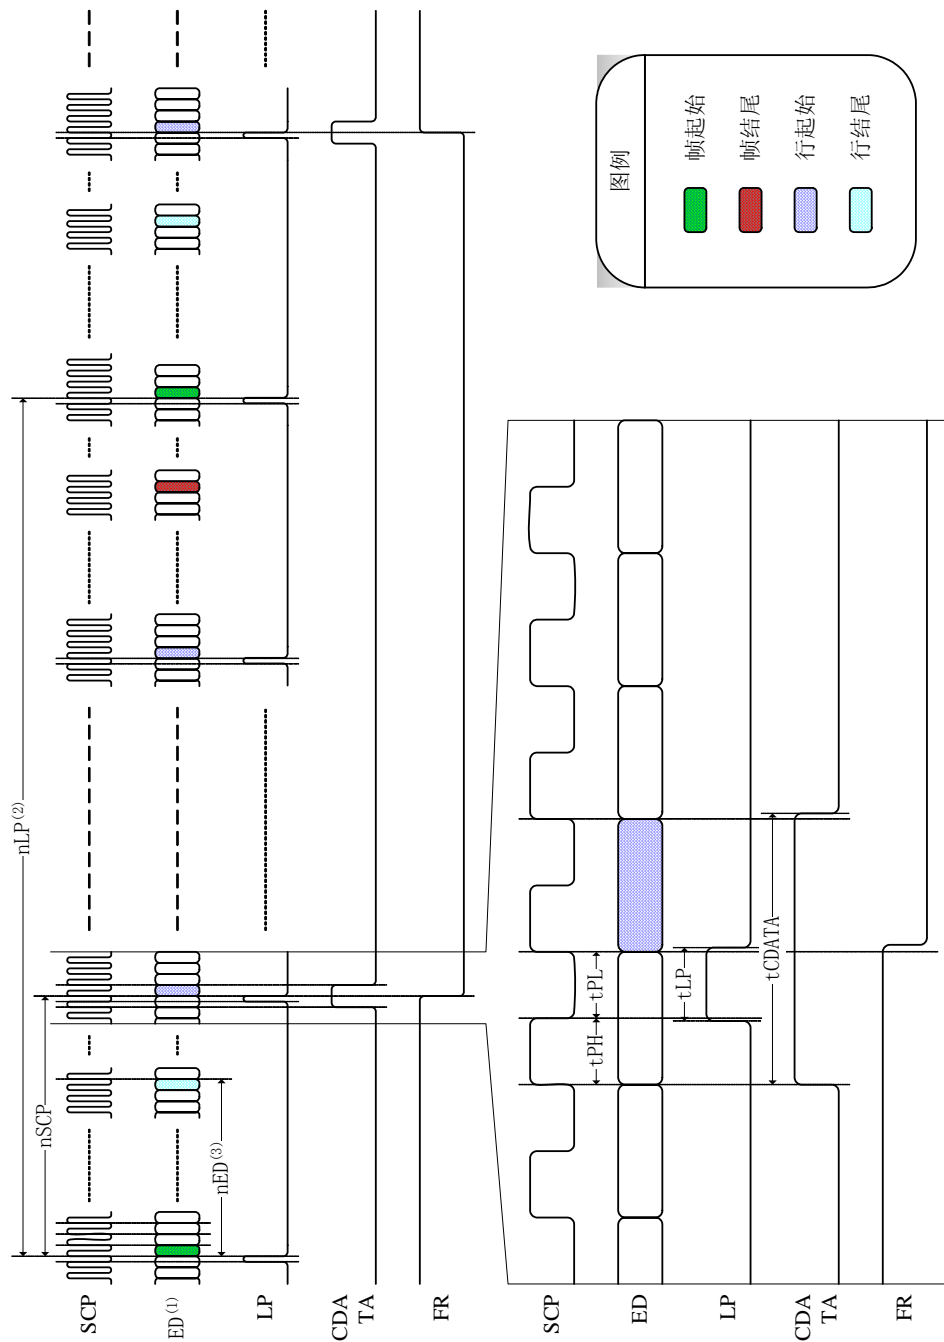 nLP(2)
nSCP
nED(3)
SCP
ED(1)
LP
CDA
TA
FR
图例
帧起始
帧结尾
行起始
行结尾
SCP
ED
LP
CDA
TA
FR
tPH
tPL
tLP
tCDATA